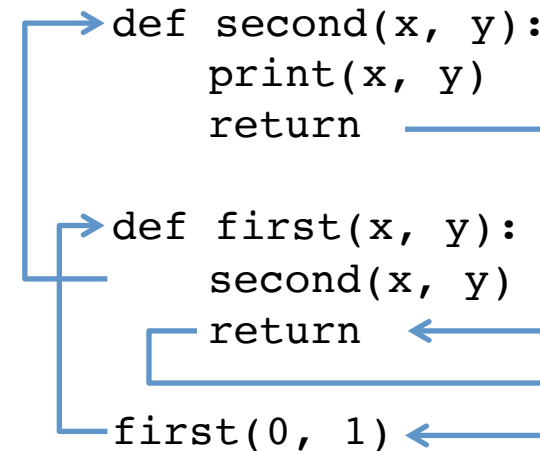 def second(x, y):
    print(x, y)
    return
def first(x, y):
    second(x, y)
    return
first(0, 1)